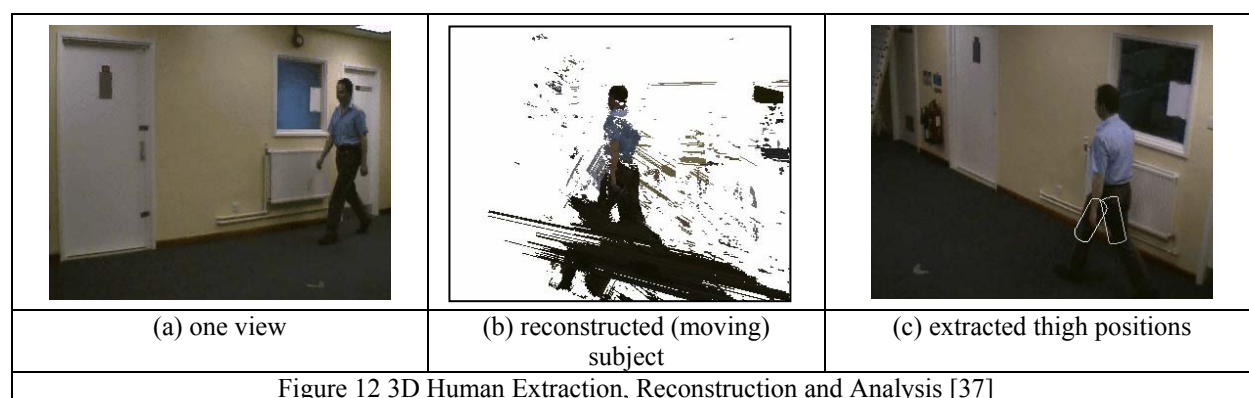 (a) one view
(b) reconstructed (moving)
subject
(c) extracted thigh positions
Figure 12 3D Human Extraction, Reconstruction and Analysis [37]